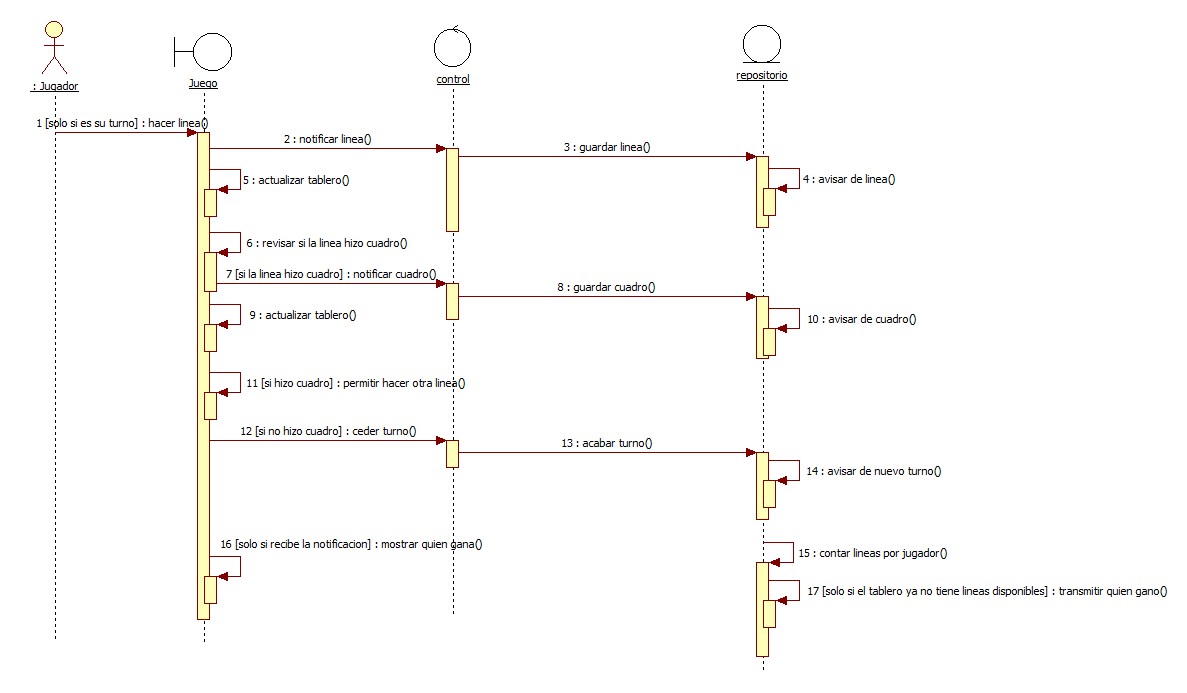 : Jugador
Juego
control
repositorio
1 [solo si es su turno] : hacer linea()
2 : notificar linea()
3 : guardar linea()
4 : avisar de linea()
5 : actualizar tablero()
6 : revisar si la linea hizo cuadro()
7 [si la linea hizo cuadro] : notificar cuadro()
8 : guardar cuadro()
9 : actualizar tablero()
10 : avisar de cuadro()
11 [si hizo cuadro] : permitir hacer otra linea()
12 [si no hizo cuadro] : ceder turno()
13 : acabar turno()
14 : avisar de nuevo turno()
16 [solo si recibe la notificacion] : mostrar quien gana()
15 : contar lineas por jugador()
17 [solo si el tablero ya no tiene lineas disponibles] : transmitir quien gano()